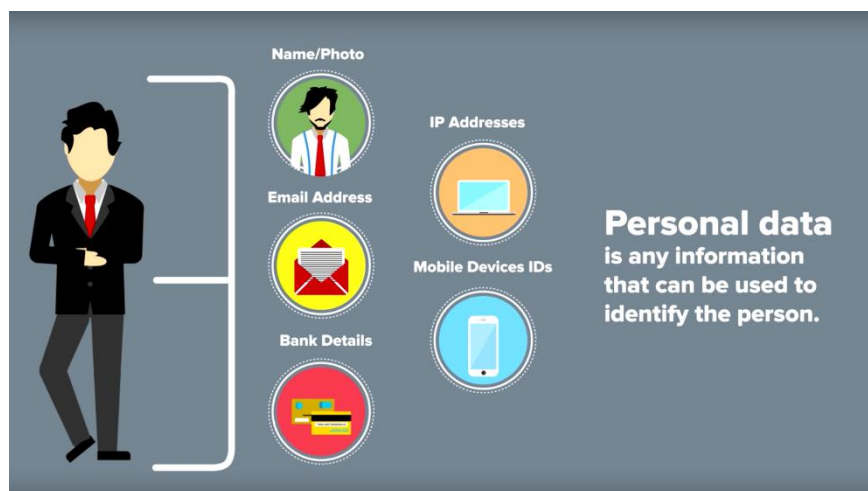 Name/Photo
Email Address
Bank Details
IP Addresses
Mobile Devices IDs
Personal data
is any information
that can be used to
identify the person.